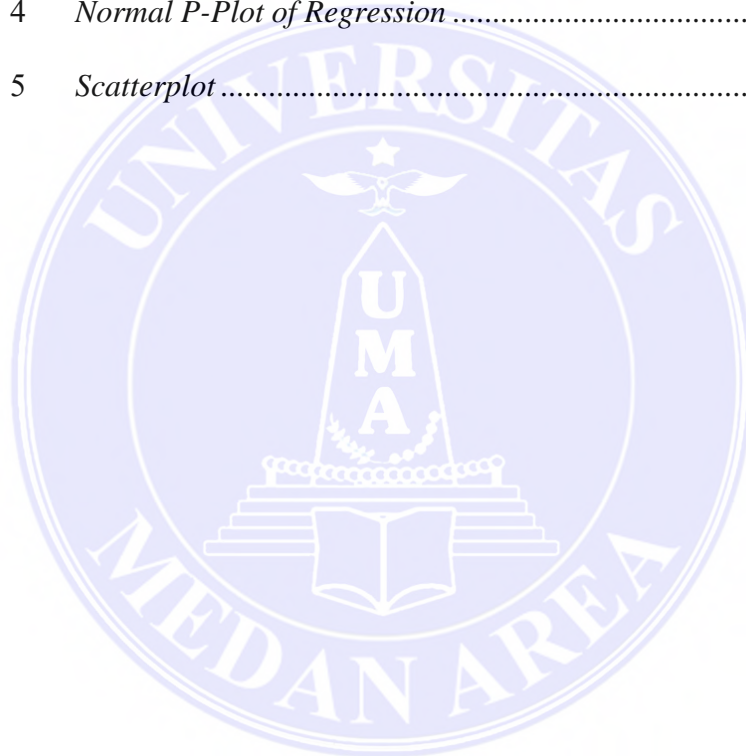 4 Normal P-Plot of Regression ............................................
5 Scatterplot ................................................................................
UNIVERSITAS
U
M
A
MEDAN AREA